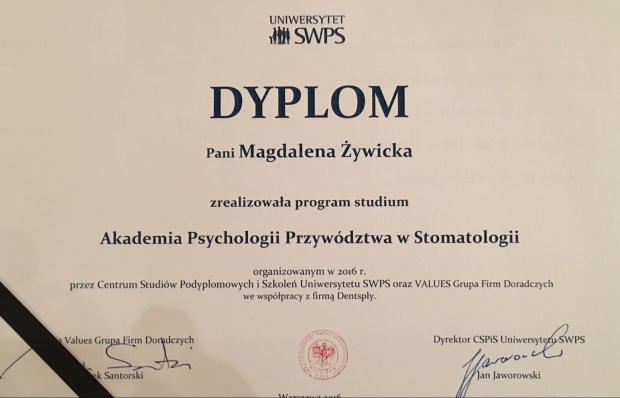 UNIWERSYTET
SWPS
DYPLOM
Pani Magdalena Żywicka
zrealizowała program studium
Akademia Psychologii Przywództwa w Stomatologii
organizowanym w 2016 r.
przez Centrum Studiów Podyplomowych i Szkoleń Uniwersytetu SWPS oraz VALUES Grupa Firm Doradczych
we współpracy z firmą Dentsply.
Values Grupa Firm Doradczych
Dyrektor CSPiS Uniwersytetu SWPS
Santorski
Jan Jaworowski
Warszawa 2016